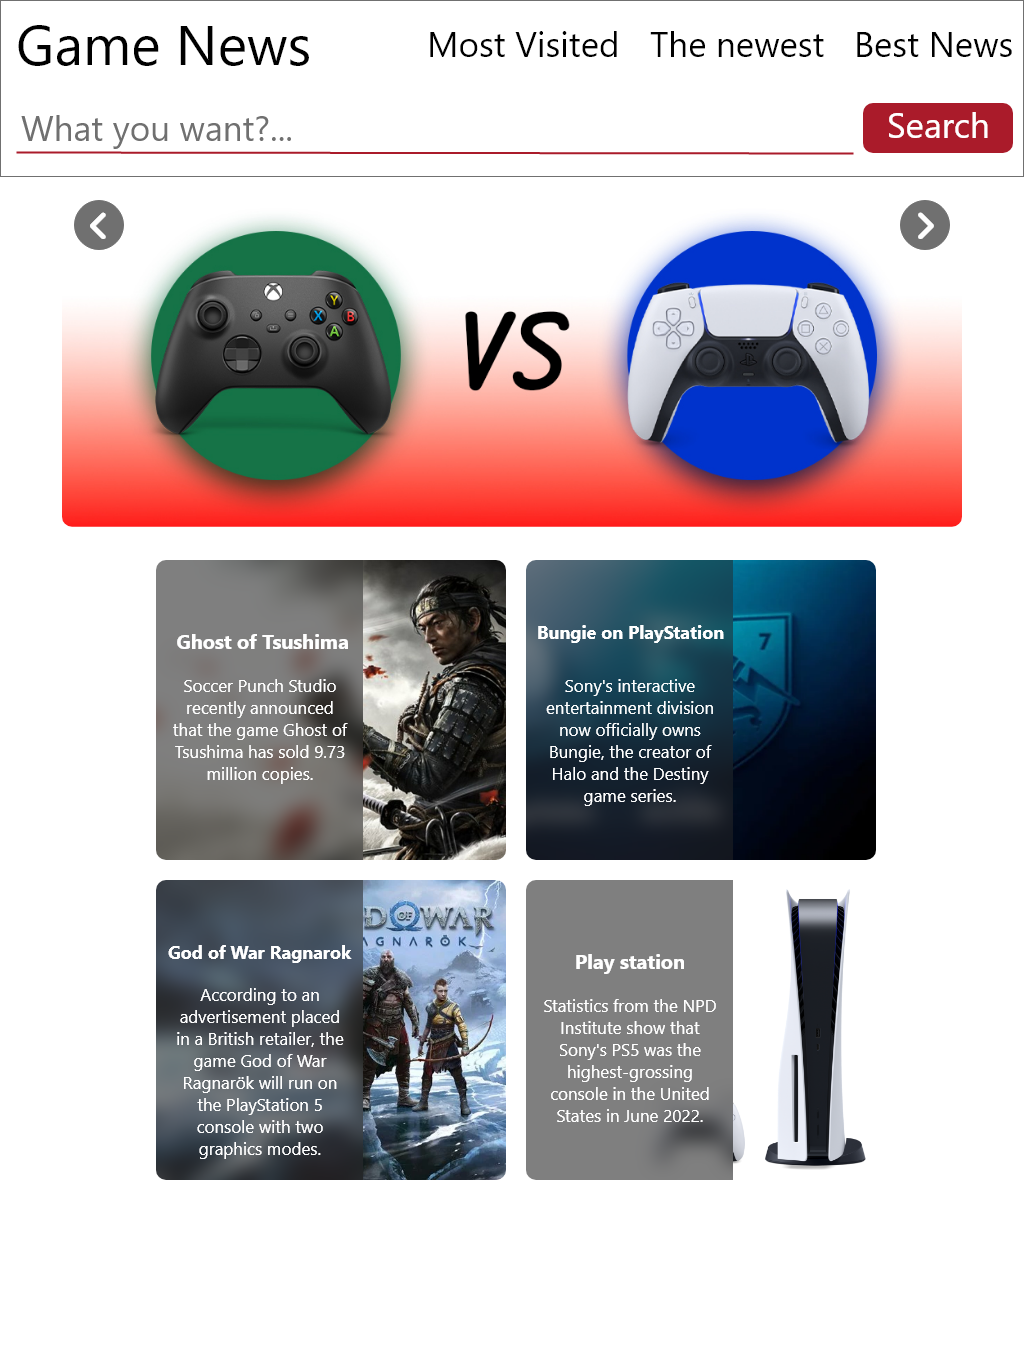 Game News
Most Visited
The newest
Best News
What you want?...
Search
Y
X
B
A
VS
Ghost of Tsushima
Soccer Punch Studio
recently announced
that the game Ghost of
Tsushima has sold 9.73
million copies.
Bungie on PlayStation
Sony's interactive
entertainment division
now officially owns
Bungie, the creator of
Halo and the Destiny
game series.
7
God of War Ragnarok
According to an
advertisement placed
in a British retailer, the
game God of War
Ragnarök will run on
the PlayStation 5
console with two
graphics modes.
D OF WAR
AGNARÖK
Play station
Statistics from the NPD
Institute show that
Sony's PS5 was the
highest-grossing
console in the United
States in June 2022.